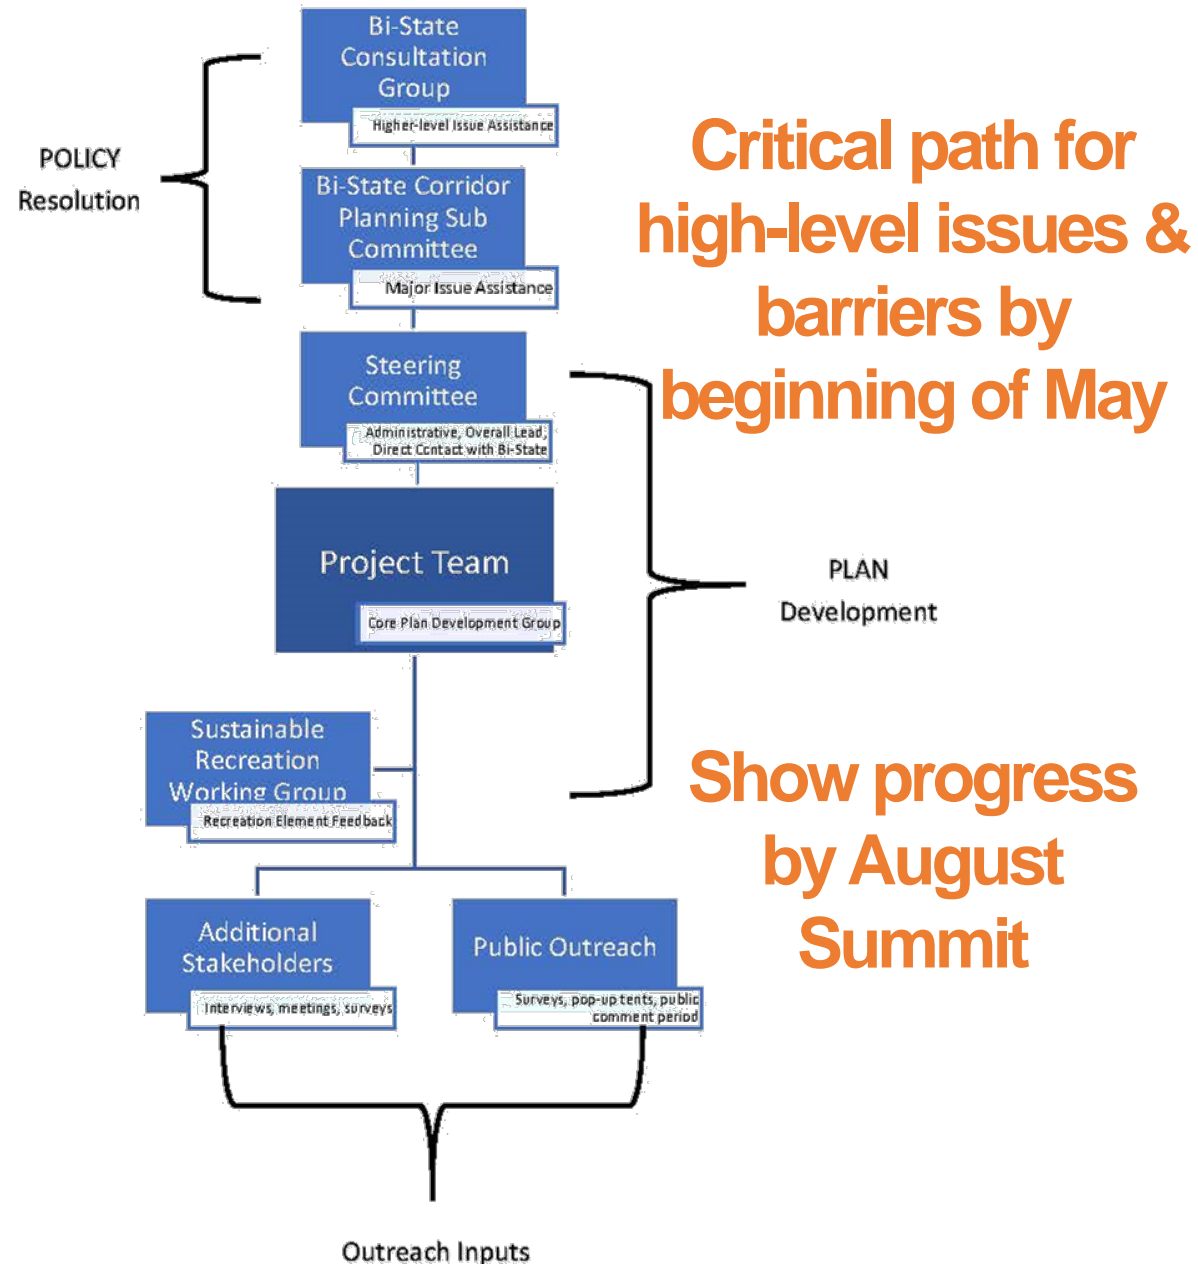 Bi-State
Consultation
Group
Higher-level Issue Assistance
POLICY
Resolution
Bi-State Corridor
Planning Sub
Committee
Major Issue Assistance
Critical path for
high-level issues &
barriers by
beginning of May
Steering
Committee
Administrative, Overall Lead,
Direct Contact with Bi-State
Project Team
Core Plan Development Group
PLAN
Development
Sustainable
Recreation
Working Group
Recreation Element Feedback
Show progress
by August
Summit
Additional
Stakeholders
Interviews, meetings, surveys
Public Outreach
Surveys, pop-up tents, public
comment period
Outreach Inputs